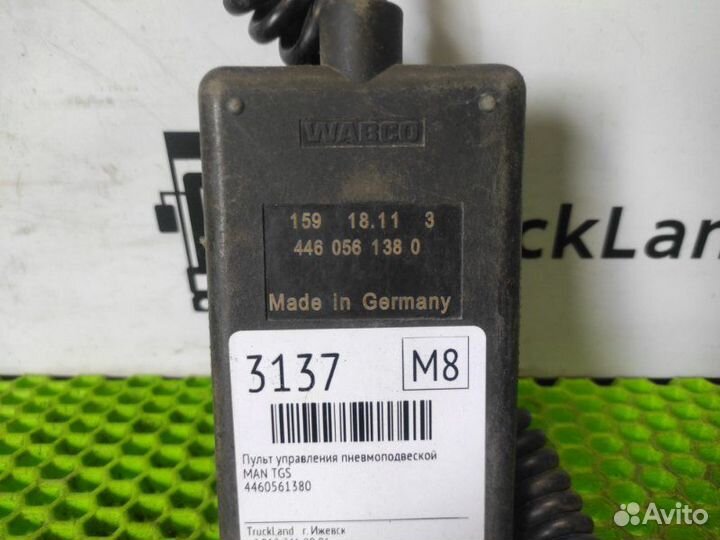 WABCO
159 18.11 3
446 056 138 0
Made in Germany
ckLan
3137
M8
Пульт управления пневмоподвеской
MAN TGS
4460561380
TruckLand г. Ижевск
Avito